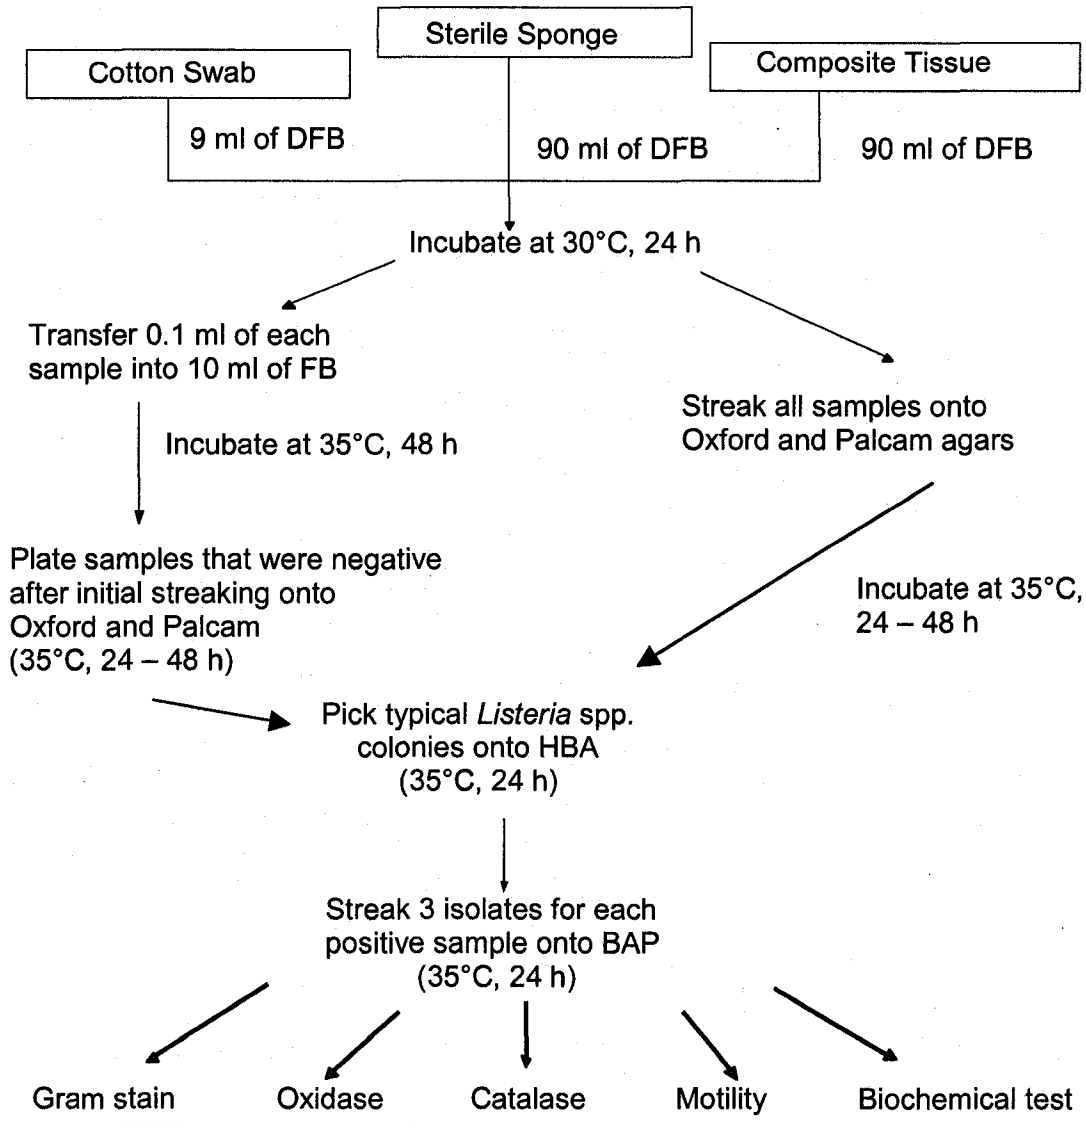 Sterile Sponge
Cotton Swab
Composite Tissue
9 ml of DFB
90 ml of DFB
90 ml of DFB
Incubate at 30°C, 24 h
Transfer 0.1 ml of each
sample into 10 ml of FB
Incubate at 35°C, 48 h
Streak all samples onto
Oxford and Palcam agars
Plate samples that were negative
after initial streaking onto
Oxford and Palcam
(35°C, 24 – 48 h)
Incubate at 35°C,
24 – 48 h
Pick typical Listeria spp.
colonies onto HBA
(35°C, 24 h)
Streak 3 isolates for each
positive sample onto BAP
(35°C, 24 h)
Gram stain
Oxidase
Catalase
Motility
Biochemical test